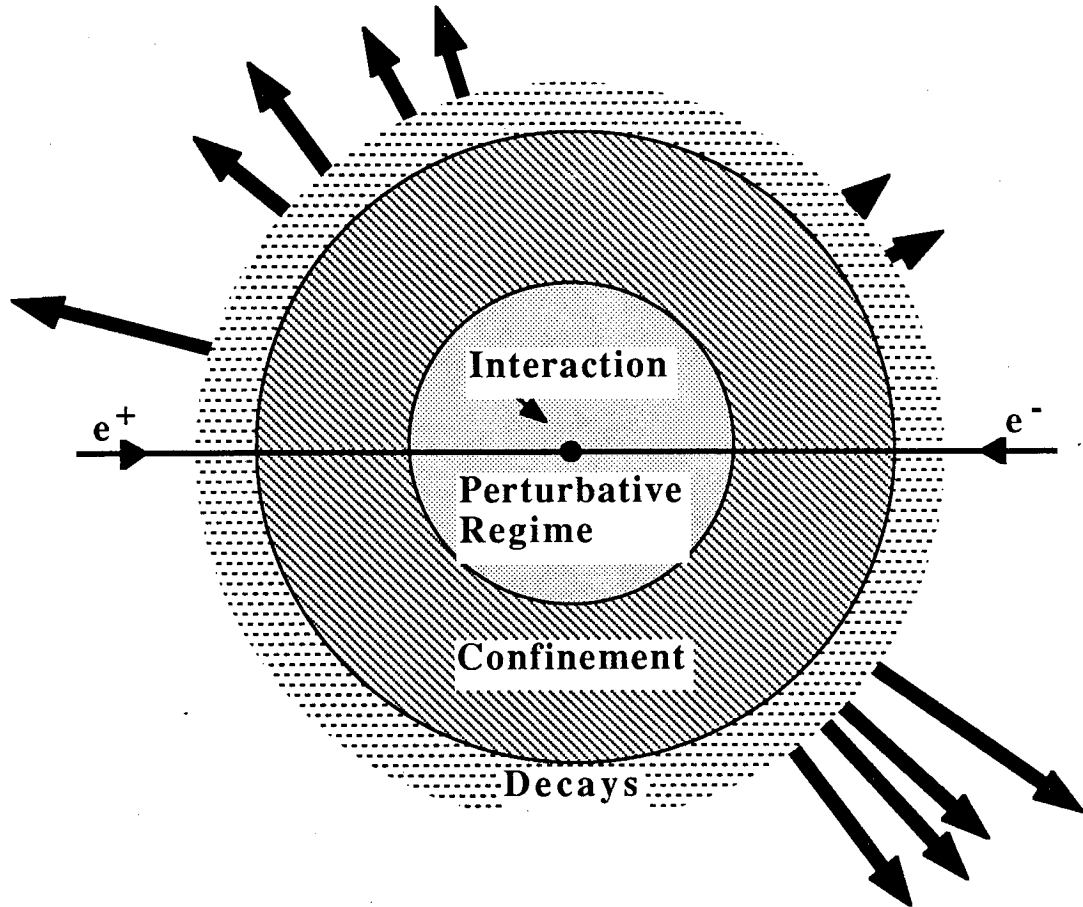 Interaction
e+
e-
Perturbative
Regime
Confinement
Decays